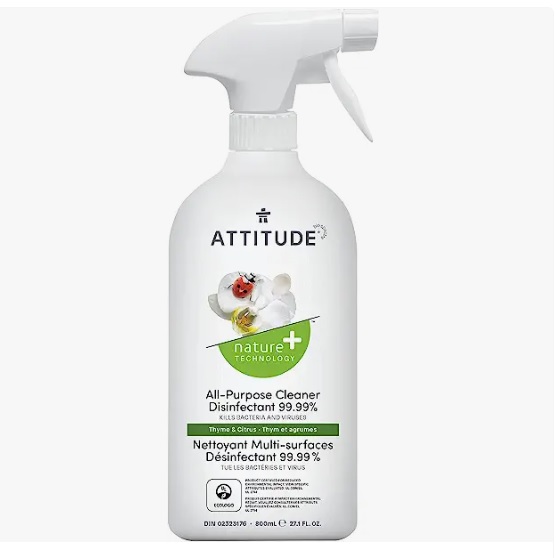 ATTITUDE
nature+
TECHNOLOGY
All-Purpose Cleaner
Disinfectant 99.99%
KILLS BACTERIA AND VIRUSES
Thyme & Citrus - Thym et agrumes
Nettoyant Multi-surfaces
Désinfectant 99.99%
TUE LES BACTÉRIES ET VIRUS
DIN 02323176 - 800mL ℮ 27.1 FL. OZ.